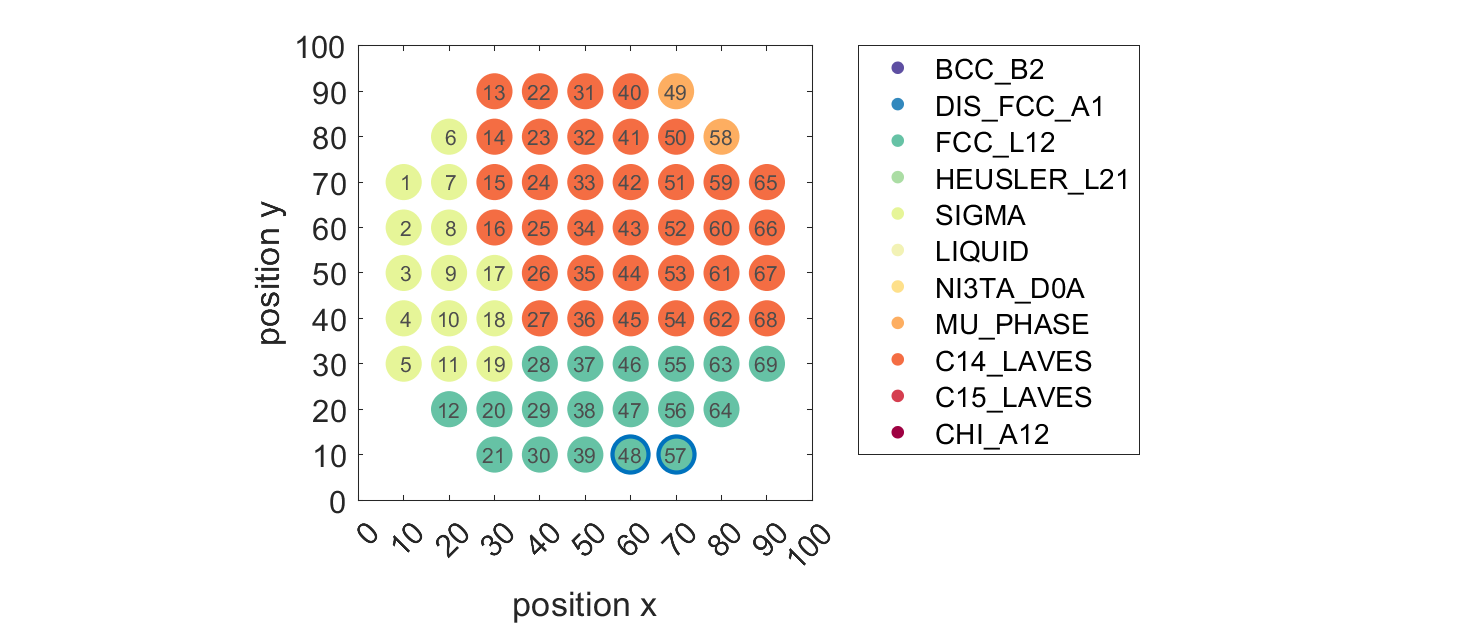 100
90 13 22 31 40 49
80 6 14 23 32 41 50 58
70 1 7 15 24 33 42 51 59 65
60 2 8 16 25 34 43 52 60 66
50 3 9 17 26 35 44 53 61 67
40 4 10 18 27 36 45 54 62 68
30 5 11 19 28 37 46 55 63 69
20 12 20 29 38 47 56 64
10 21 30 39 48 57
0
position y
0 10 20 30 40 50 60 70 80 90 100
position x
BCC_B2
DIS_FCC_A1
FCC_L12
HEUSLER_L21
SIGMA
LIQUID
NI3TA_D0A
MU_PHASE
C14_LAVES
C15_LAVES
CHI_A12